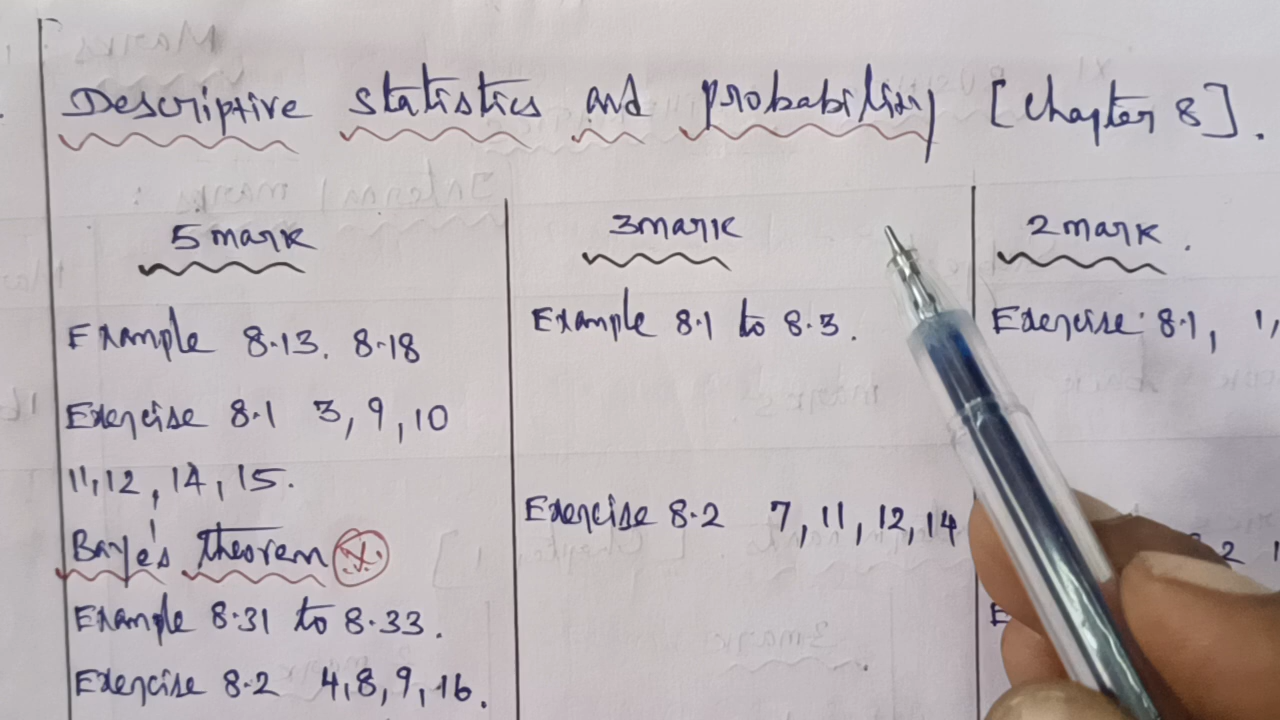 Descriptive statistics and probability [Chapter 8].
5 mark
Example 8.13, 8.18
Exercise 8.1 3, 9, 10
11, 12, 14, 15.
Baye's theorem
Example 8.31 to 8.33.
Exercise 8.2 4, 8, 9, 16.
3 mark
Example 8.1 to 8.3.
Exercise 8.2 7, 11, 12, 14
2 mark.
Exercise 8.1, 1,